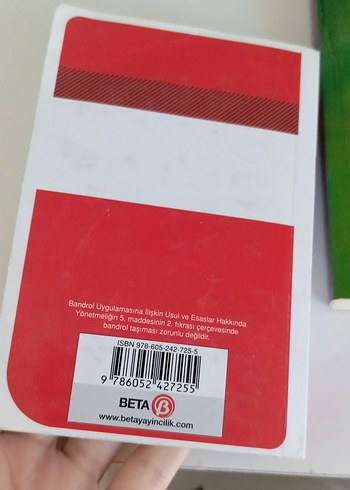 Bandrol Uygulamasına İlişkin Usul ve Esaslar Hakkında
Yönetmeliğin 5. maddesinin 2. fıkrası çerçevesinde
bandrol taşıması zorunlu değildir.
ISBN 978-605-242-725-5
9 786052 427255
BETA B
www.betayayincilik.com